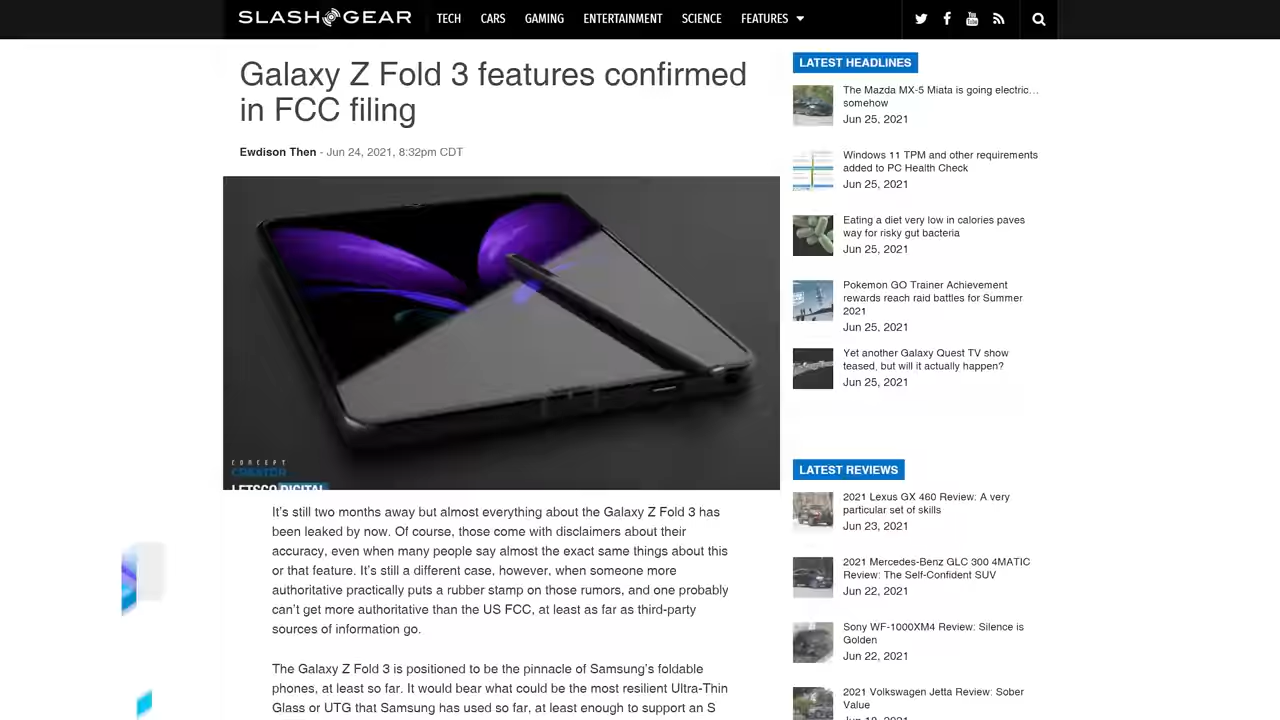 SLASHGEAR
TECH CARS GAMING ENTERTAINMENT SCIENCE FEATURES
Galaxy Z Fold 3 features confirmed
in FCC filing
Ewdison Then - Jun 24, 2021, 8:32pm CDT
CONCEPT
CREATOR
LETSGO DIGITAL
It's still two months away but almost everything about the Galaxy Z Fold 3 has
been leaked by now. Of course, those come with disclaimers about their
accuracy, even when many people say almost the exact same things about this
or that feature. It's still a different case, however, when someone more
authoritative practically puts a rubber stamp on those rumors, and one probably
can't get more authoritative than the US FCC, at least as far as third-party
sources of information go.
The Galaxy Z Fold 3 is positioned to be the pinnacle of Samsung's foldable
phones, at least so far. It would bear what could be the most resilient Ultra-Thin
Glass or UTG that Samsung has used so far, at least enough to support an S
LATEST HEADLINES
The Mazda MX-5 Miata is going electric…
somehow
Jun 25, 2021
Windows 11 TPM and other requirements
added to PC Health Check
Jun 25, 2021
Eating a diet very low in calories paves
way for risky gut bacteria
Jun 25, 2021
Pokemon GO Trainer Achievement
rewards reach raid battles for Summer
2021
Jun 25, 2021
Yet another Galaxy Quest TV show
teased, but will it actually happen?
Jun 25, 2021
LATEST REVIEWS
2021 Lexus GX 460 Review: A very
particular set of skills
Jun 23, 2021
2021 Mercedes-Benz GLC 300 4MATIC
Review: The Self-Confident SUV
Jun 22, 2021
Sony WF-1000XM4 Review: Silence is
Golden
Jun 22, 2021
2021 Volkswagen Jetta Review: Sober
Value
Jun 18, 2021